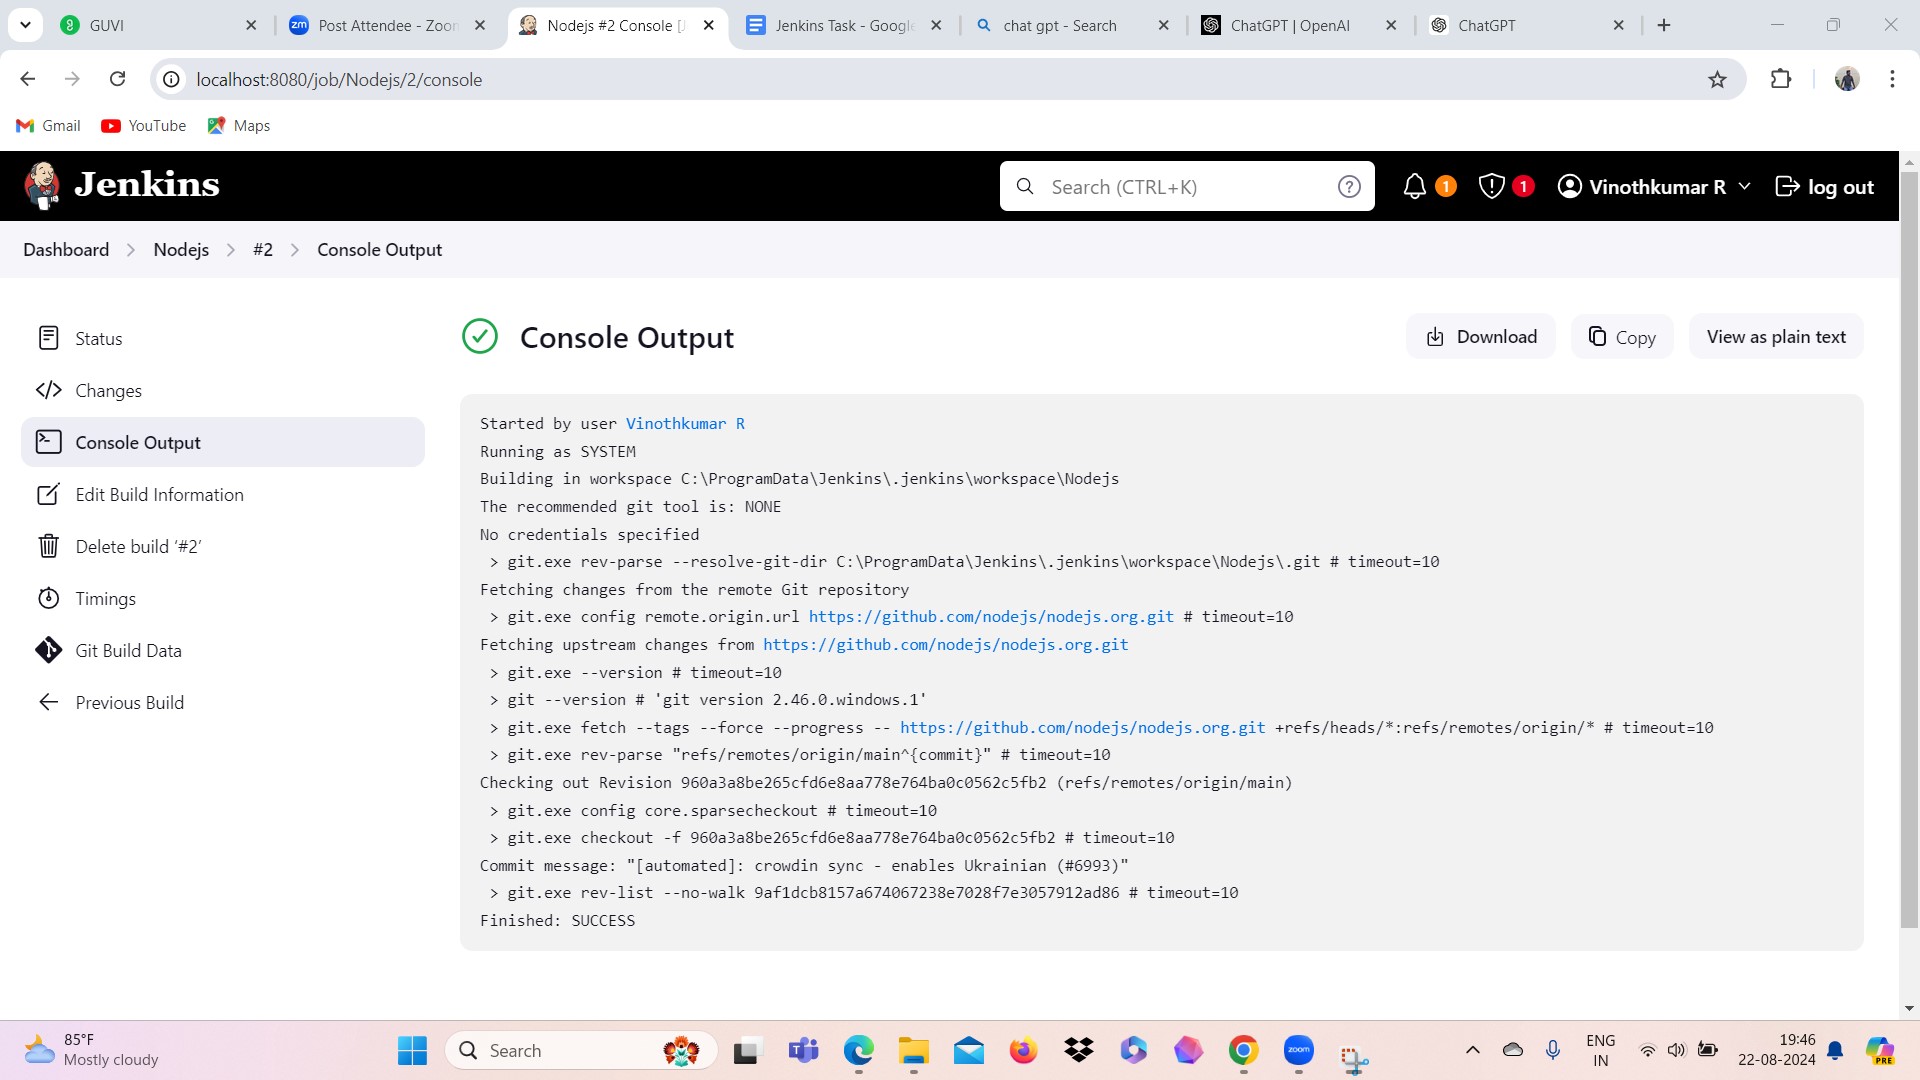 GUVI
zm Post Attendee - Zoom
Nodejs #2 Console [J
Jenkins Task - Google
chat gpt - Search
ChatGPT | OpenAI
ChatGPT
localhost:8080/job/Nodejs/2/console
Gmail
YouTube
Maps
Jenkins
Search (CTRL+K)
?
1
1
Vinothkumar R
log out
Dashboard > Nodejs > #2 > Console Output
Status
Changes
Console Output
Edit Build Information
Delete build ‘#2’
Timings
Git Build Data
Previous Build
Console Output
Download
Copy
View as plain text
Started by user Vinothkumar R
Running as SYSTEM
Building in workspace C:\ProgramData\Jenkins\.jenkins\workspace\Nodejs
The recommended git tool is: NONE
No credentials specified
> git.exe rev-parse --resolve-git-dir C:\ProgramData\Jenkins\.jenkins\workspace\Nodejs\.git # timeout=10
Fetching changes from the remote Git repository
> git.exe config remote.origin.url https://github.com/nodejs/nodejs.org.git # timeout=10
Fetching upstream changes from https://github.com/nodejs/nodejs.org.git
> git.exe --version # timeout=10
> git --version # 'git version 2.46.0.windows.1'
> git.exe fetch --tags --force --progress -- https://github.com/nodejs/nodejs.org.git +refs/heads/*:refs/remotes/origin/* # timeout=10
> git.exe rev-parse "refs/remotes/origin/main^{commit}" # timeout=10
Checking out Revision 960a3a8be265cfd6e8aa778e764ba0c0562c5fb2 (refs/remotes/origin/main)
> git.exe config core.sparsecheckout # timeout=10
> git.exe checkout -f 960a3a8be265cfd6e8aa778e764ba0c0562c5fb2 # timeout=10
Commit message: "[automated]: crowdin sync - enables Ukrainian (#6993)"
> git.exe rev-list --no-walk 9af1dcb8157a674067238e7028f7e3057912ad86 # timeout=10
Finished: SUCCESS
85°F
Mostly cloudy
Search
zoom
ENG
IN
19:46
22-08-2024
PRE